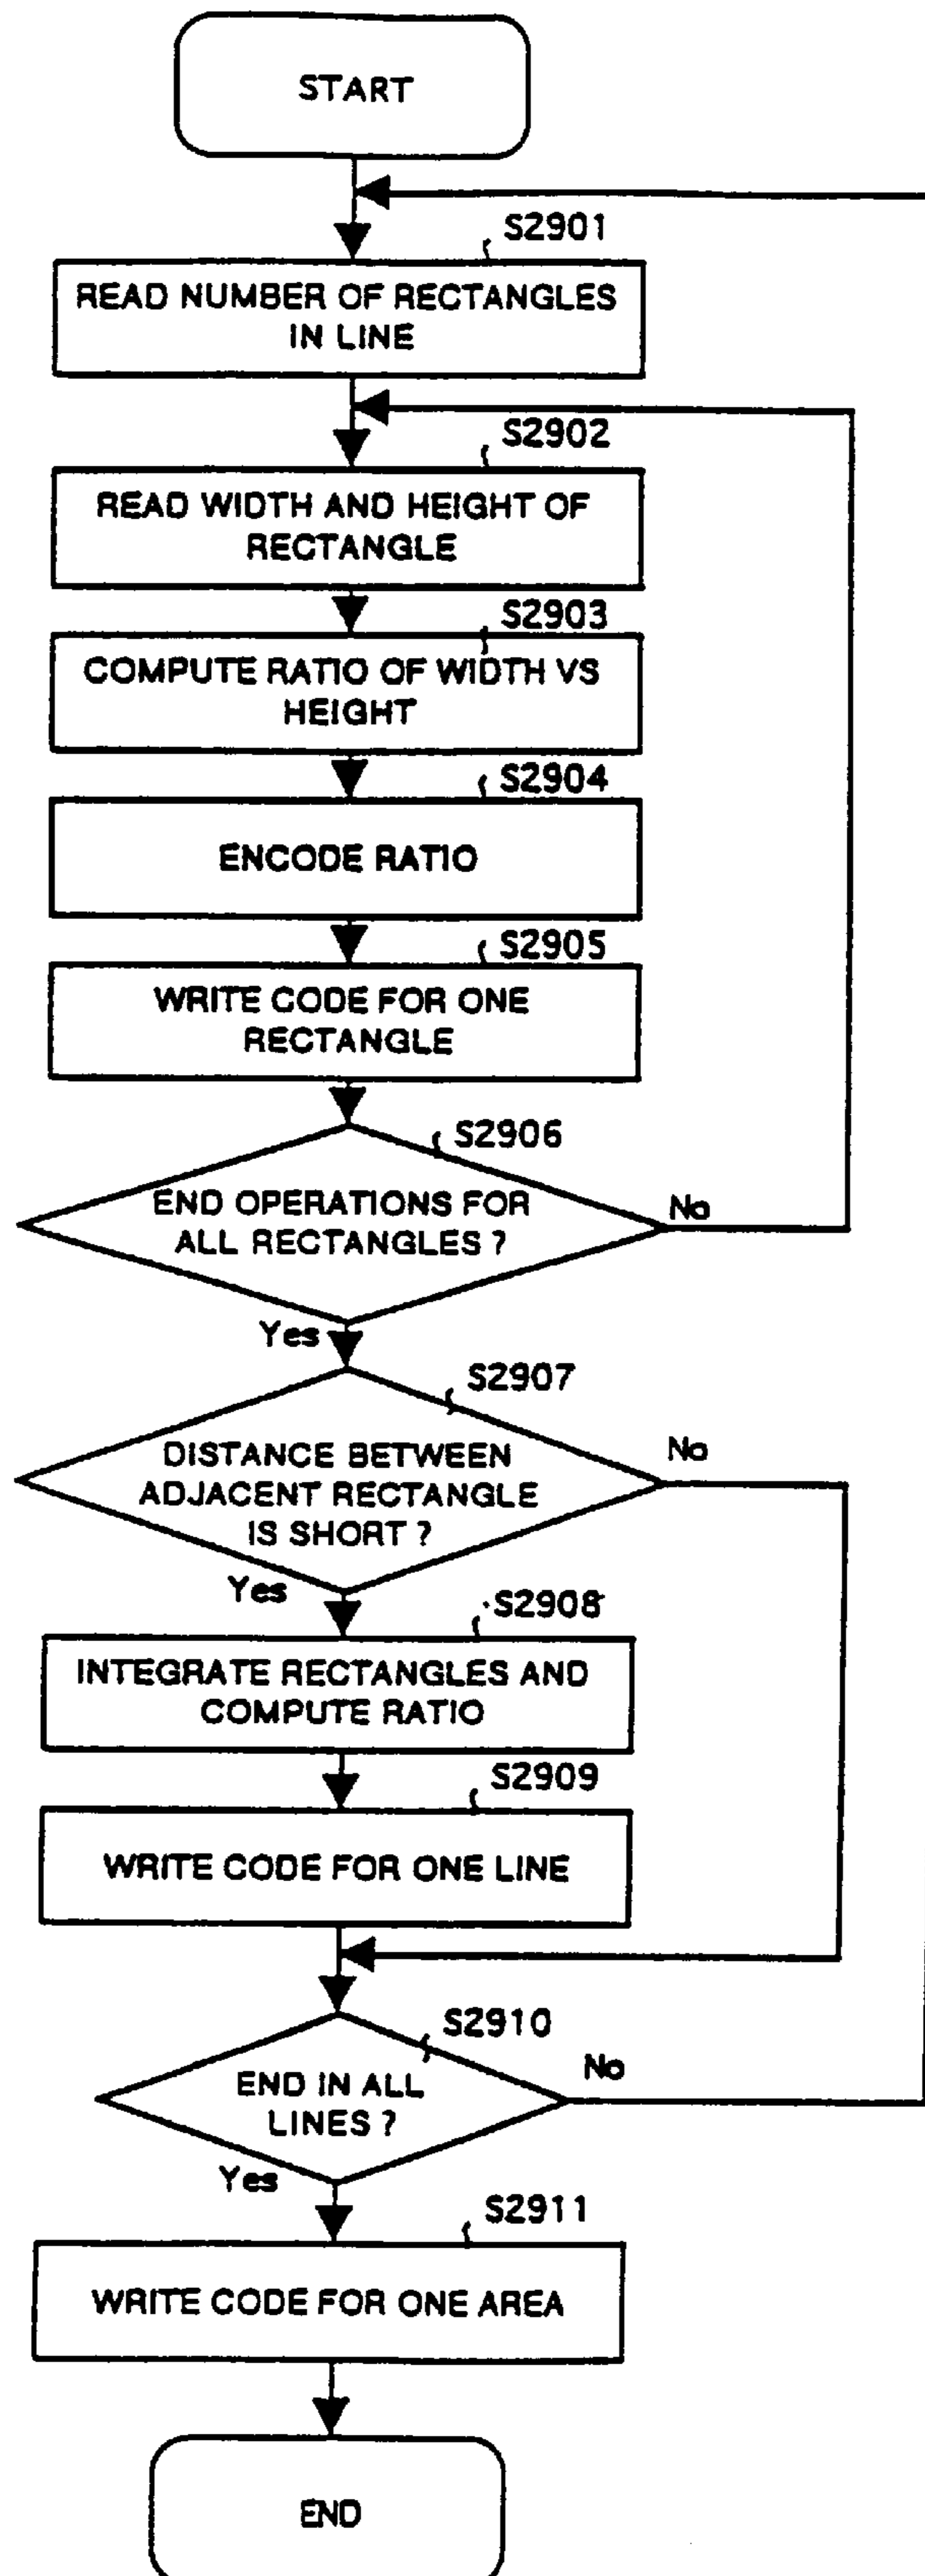 START
S2901
READ NUMBER OF RECTANGLES
IN LINE
S2902
READ WIDTH AND HEIGHT OF
RECTANGLE
S2903
COMPUTE RATIO OF WIDTH VS
HEIGHT
S2904
ENCODE RATIO
S2905
WRITE CODE FOR ONE
RECTANGLE
S2906
END OPERATIONS FOR
ALL RECTANGLES ?
No
Yes
S2907
DISTANCE BETWEEN
ADJACENT RECTANGLE
IS SHORT ?
No
Yes
S2908
INTEGRATE RECTANGLES AND
COMPUTE RATIO
S2909
WRITE CODE FOR ONE LINE
S2910
END IN ALL
LINES ?
No
Yes
S2911
WRITE CODE FOR ONE AREA
END